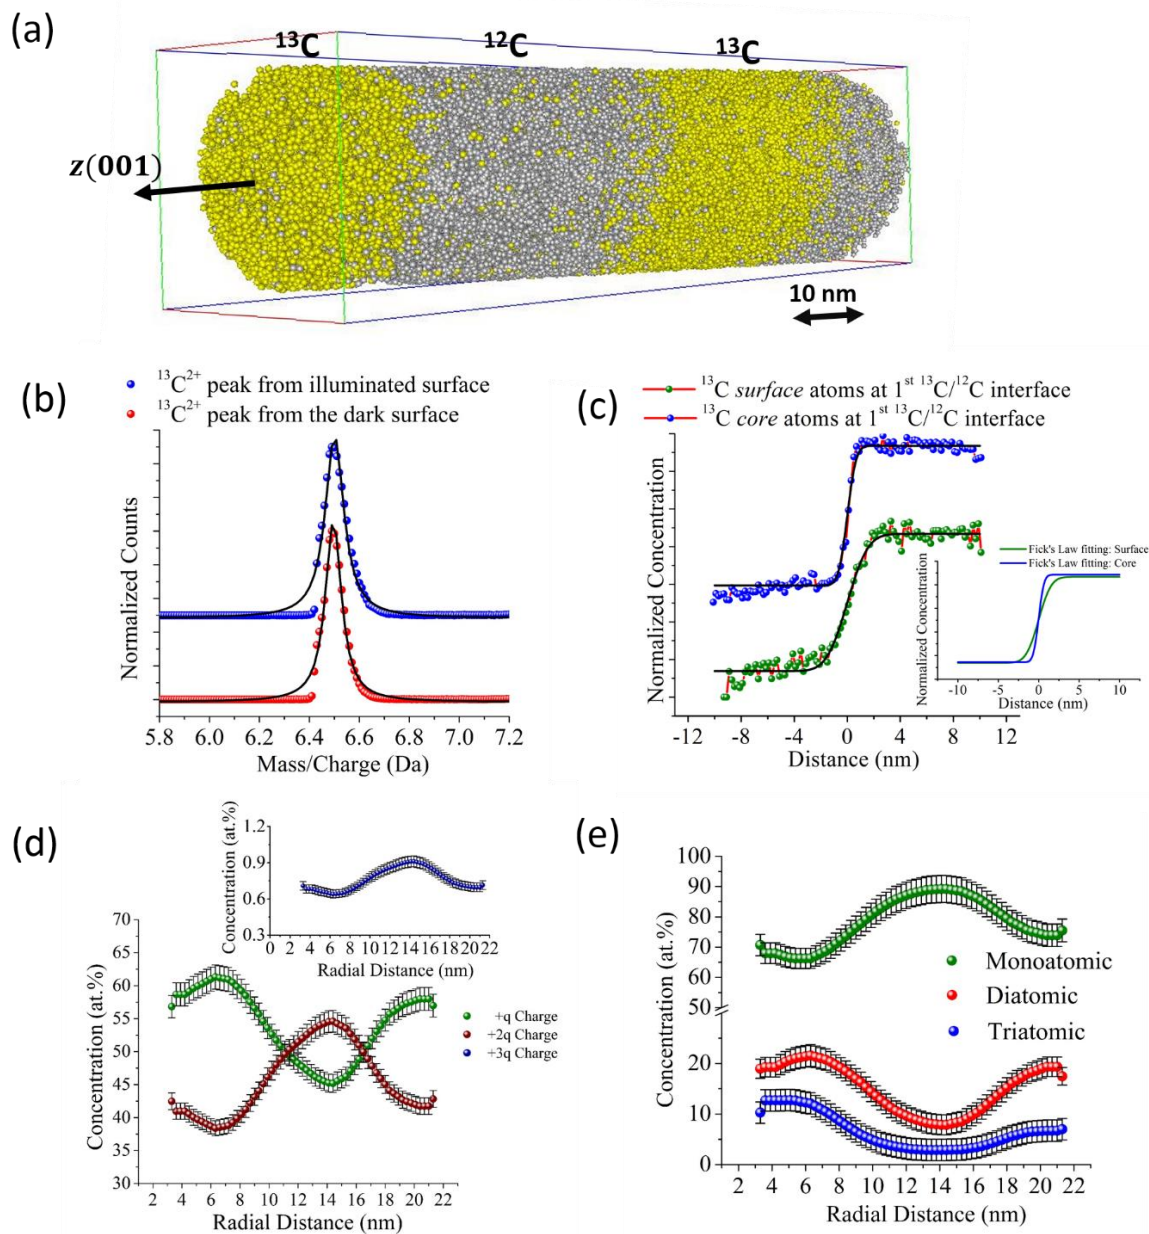 (a)
¹³C
¹²C
¹³C
z(001)
10 nm
(b)
¹³C²⁺ peak from illuminated surface
¹³C²⁺ peak from the dark surface
Normalized Counts
5.8 6.0 6.2 6.4 6.6 6.8 7.0 7.2
Mass/Charge (Da)
(c)
¹³C surface atoms at 1ˢᵗ ¹³C/¹²C interface
¹³C core atoms at 1ˢᵗ ¹³C/¹²C interface
Normalized Concentration
-12 -8 -4 0 4 8 12
Distance (nm)
Fick's Law fitting: Surface
Fick's Law fitting: Core
Normalized Concentration
-10 -5 0 5 10
Distance (nm)
(d)
Concentration (at.%)
1.2
0.9
0.6
0.3
0 2 4 6 8 10 12 14 16 18 20 22
Radial Distance (nm)
Concentration (at.%)
70
65
60
55
50
45
40
35
30
2 4 6 8 10 12 14 16 18 20 22
Radial Distance (nm)
+q Charge
+2q Charge
+3q Charge
(e)
Concentration (at.%)
100
90
80
70
60
50
20
10
0
2 4 6 8 10 12 14 16 18 20 22
Radial Distance (nm)
Monoatomic
Diatomic
Triatomic